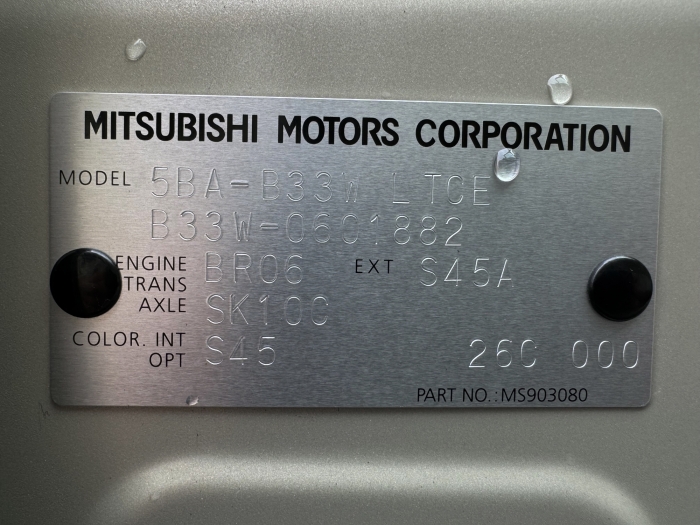 MITSUBISHI MOTORS CORPORATION
MODEL 5BA-B33W LTCE
B33W-0601882
ENGINE BR06 EXT S45A
TRANS
AXLE SK10C
COLOR. INT S45
OPT 26C 000
PART NO.:MS903080